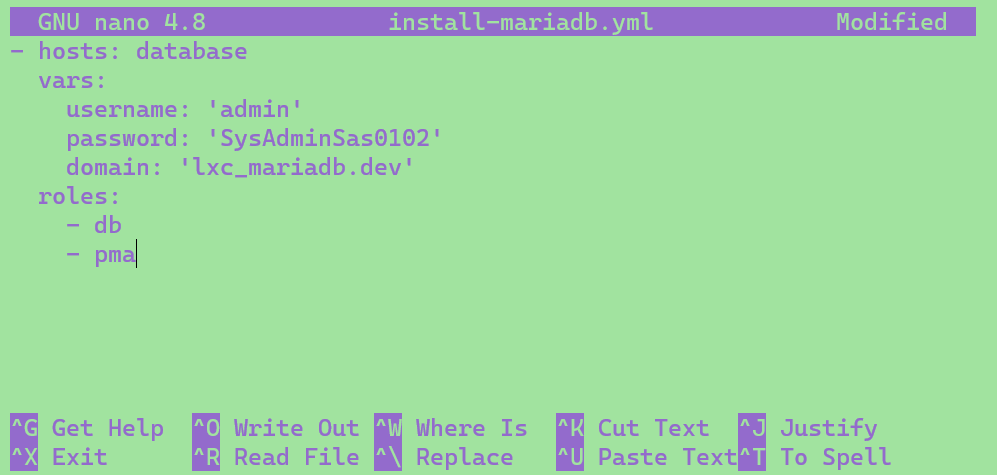 GNU nano 4.8 install-mariadb.yml Modified
- hosts: database
vars:
username: 'admin'
password: 'SysAdminSas0102'
domain: 'lxc_mariadb.dev'
roles:
- db
- pma
^G Get Help ^O Write Out ^W Where Is ^K Cut Text ^J Justify
^X Exit ^R Read File ^\ Replace ^U Paste Text ^T To Spell